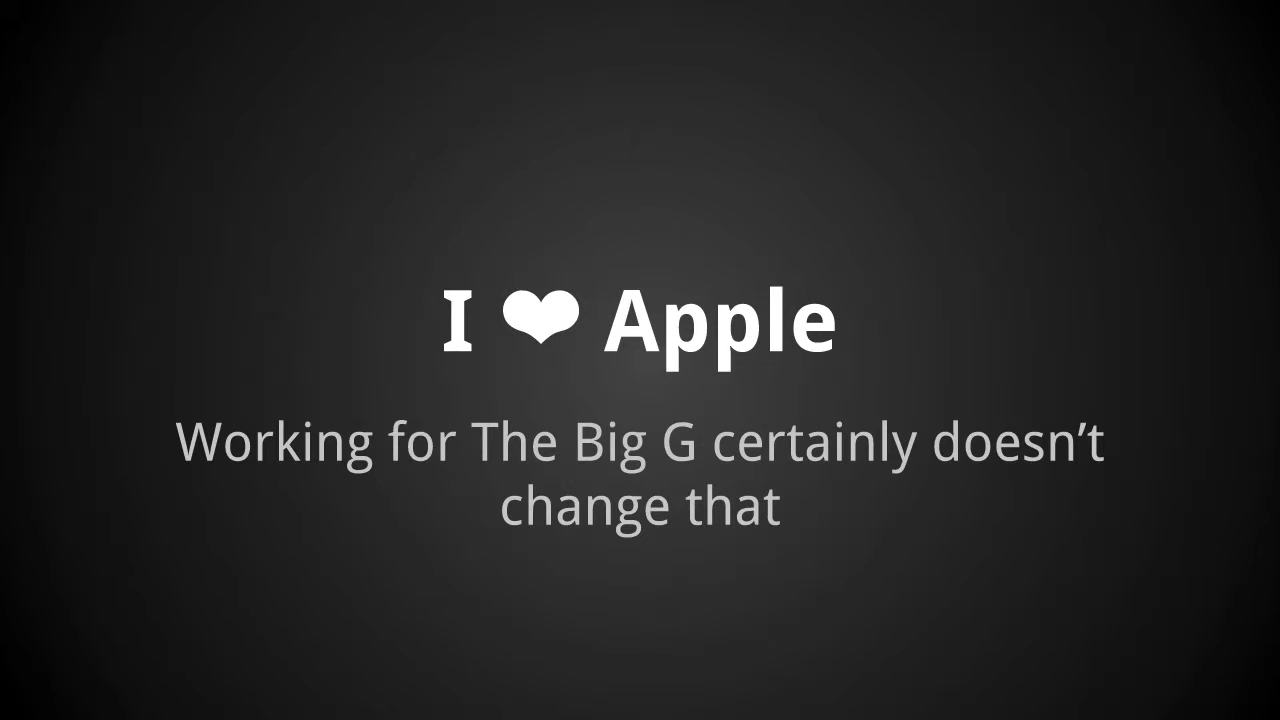 I ❤ Apple
Working for The Big G certainly doesn’t
change that